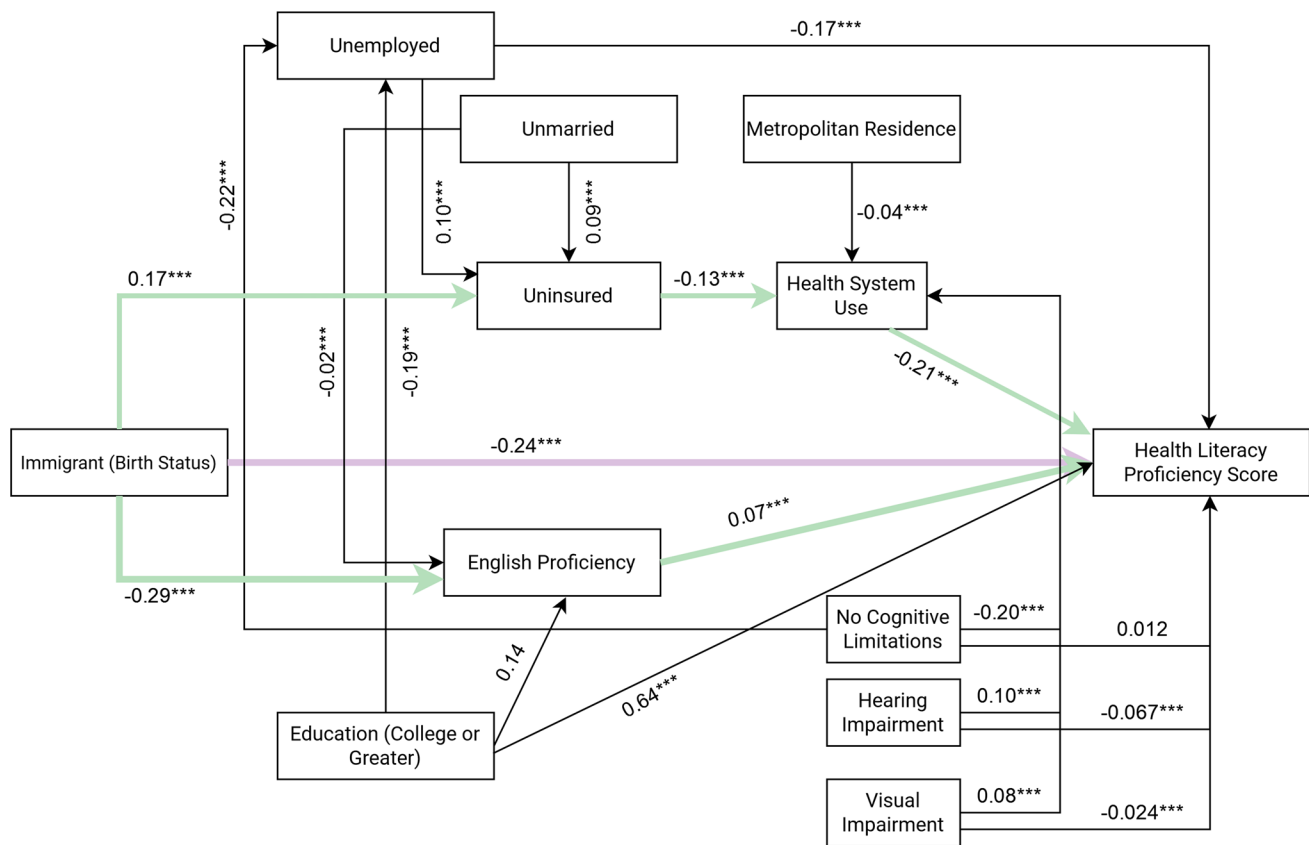 Unemployed
-0.17***
Unmarried
Metropolitan Residence
-0.22***
0.10***
0.09***
-0.04***
0.17***
Uninsured
-0.13***
Health System
Use
-0.02***
-0.19***
-0.21***
Immigrant (Birth Status)
-0.24***
Health Literacy
Proficiency Score
0.07***
English Proficiency
-0.29***
No Cognitive
Limitations
-0.20***
0.012
0.14
0.64***
Hearing
Impairment
0.10***
-0.067***
Education (College or
Greater)
Visual
Impairment
0.08***
-0.024***